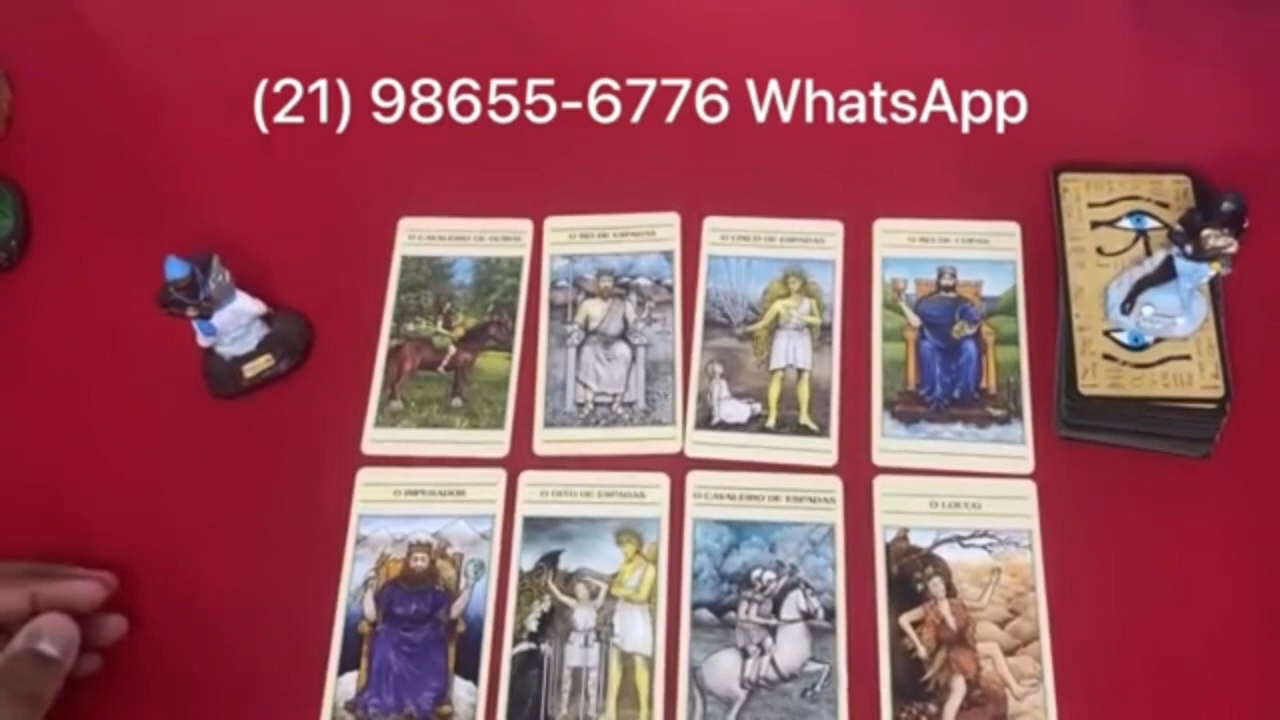 (21) 98655-6776 WhatsApp
O CAVALEIRO DE OUROS
O REI DE ESPADAS
O CINCO DE ESPADAS
O REI DE COPAS
O IMPERADOR
O OITO DE ESPADAS
O CAVALEIRO DE ESPADAS
O LOUCO